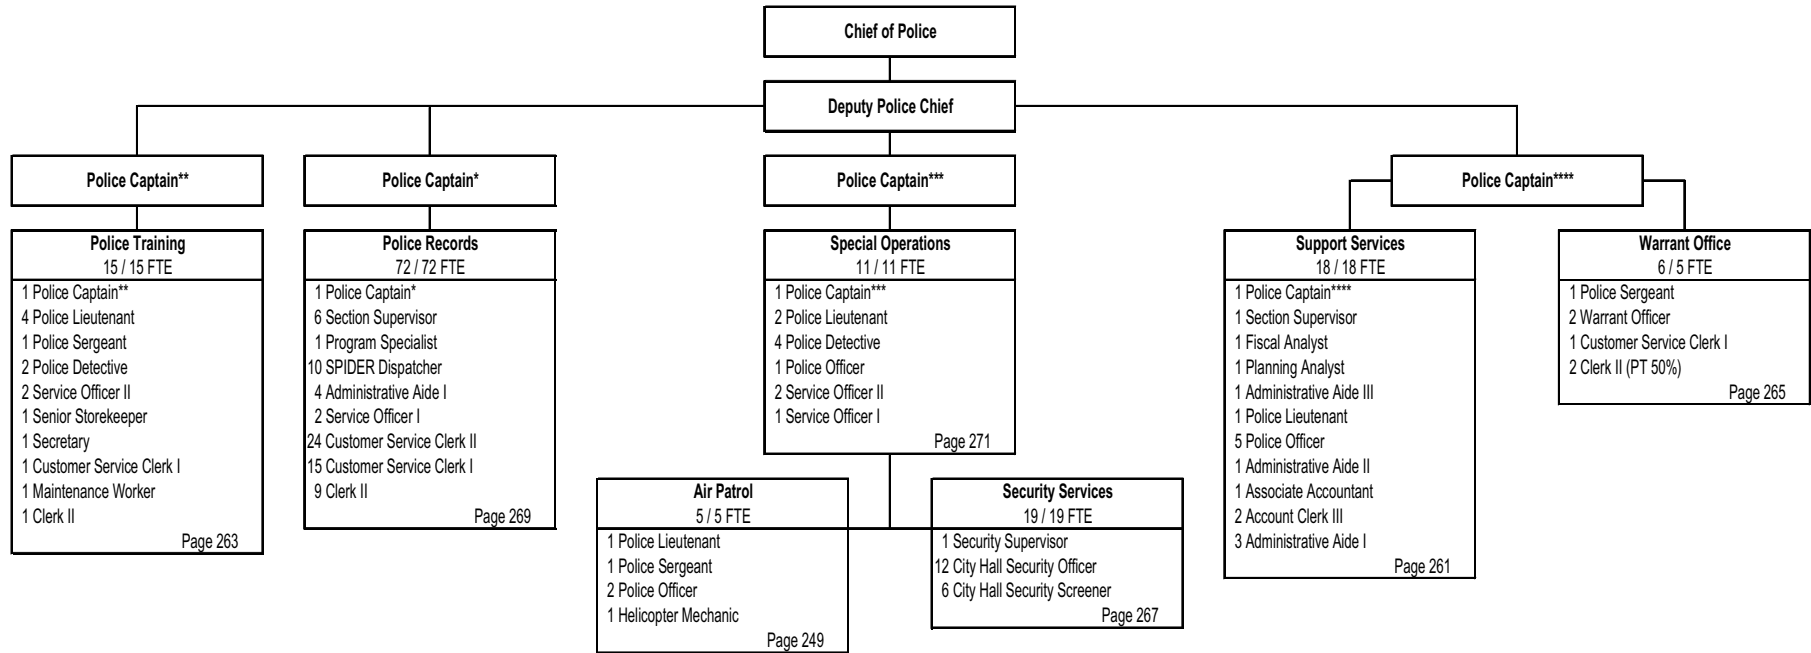 Chief of Police
Deputy Police Chief
Police Captain**
Police Captain*
Police Captain***
Police Captain****
Police Training
15 / 15 FTE
1 Police Captain**
4 Police Lieutenant
1 Police Sergeant
2 Police Detective
2 Service Officer II
1 Senior Storekeeper
1 Secretary
1 Customer Service Clerk I
1 Maintenance Worker
1 Clerk II
Page 263
Police Records
72 / 72 FTE
1 Police Captain*
6 Section Supervisor
1 Program Specialist
10 SPIDER Dispatcher
4 Administrative Aide I
2 Service Officer I
24 Customer Service Clerk II
15 Customer Service Clerk I
9 Clerk II
Page 269
Special Operations
11 / 11 FTE
1 Police Captain***
2 Police Lieutenant
4 Police Detective
1 Police Officer
2 Service Officer II
1 Service Officer I
Page 271
Air Patrol
5 / 5 FTE
1 Police Lieutenant
1 Police Sergeant
2 Police Officer
1 Helicopter Mechanic
Page 249
Security Services
19 / 19 FTE
1 Security Supervisor
12 City Hall Security Officer
6 City Hall Security Screener
Page 267
Support Services
18 / 18 FTE
1 Police Captain****
1 Section Supervisor
1 Fiscal Analyst
1 Planning Analyst
1 Administrative Aide III
1 Police Lieutenant
5 Police Officer
1 Administrative Aide II
1 Associate Accountant
2 Account Clerk III
3 Administrative Aide I
Page 261
Warrant Office
6 / 5 FTE
1 Police Sergeant
2 Warrant Officer
1 Customer Service Clerk I
2 Clerk II (PT 50%)
Page 265